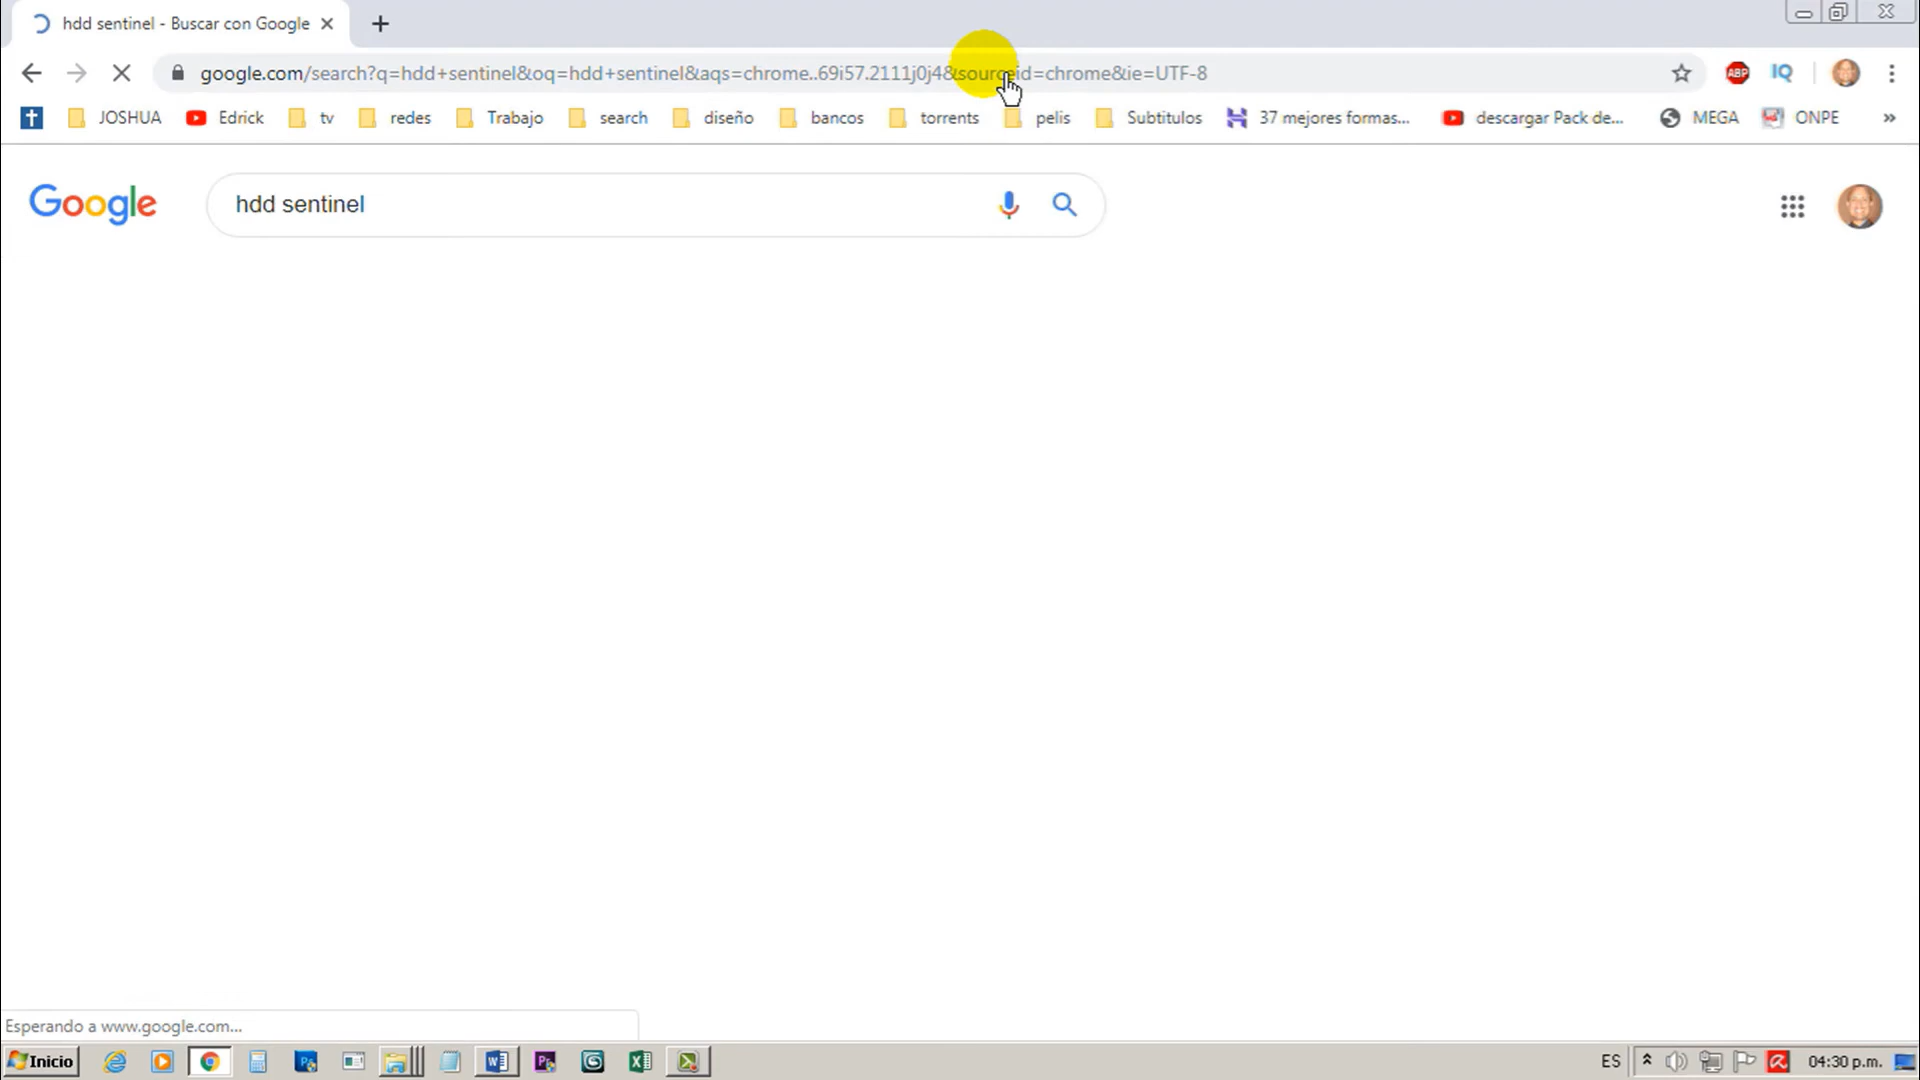 hdd sentinel - Buscar con Google
google.com/search?q=hdd+sentinel&oq=hdd+sentinel&aqs=chrome..69i57.2111j0j4&sourceid=chrome&ie=UTF-8
ABP
IQ
JOSHUA
Edrick
tv
redes
Trabajo
search
diseño
bancos
torrents
pelis
Subtitulos
37 mejores formas...
descargar Pack de...
MEGA
ONPE
Google
hdd sentinel
Esperando a www.google.com...
Inicio
ES
04:30 p.m.